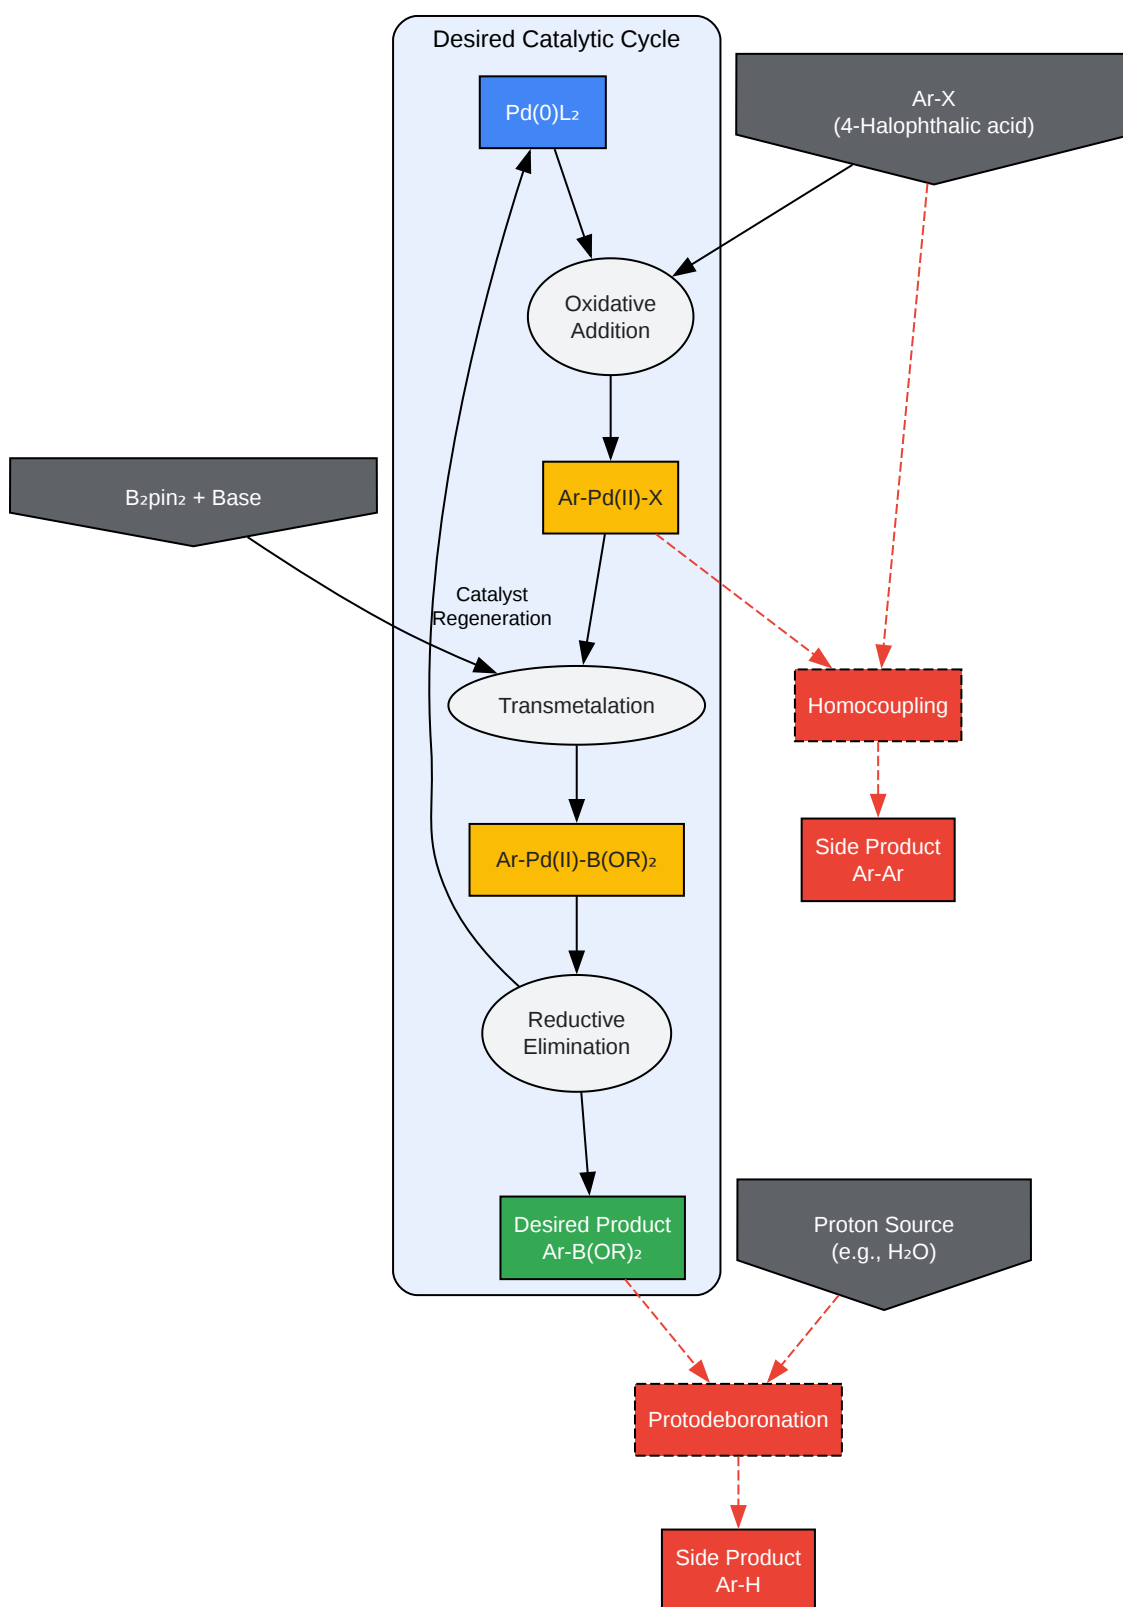 Desired Catalytic Cycle
Pd(0)L₂
Ar-X
(4-Halophthalic acid)
Oxidative
Addition
B₂pin₂ + Base
Ar-Pd(II)-X
Catalyst
Regeneration
Transmetalation
Homocoupling
Ar-Pd(II)-B(OR)₂
Side Product
Ar-Ar
Reductive
Elimination
Desired Product
Ar-B(OR)₂
Proton Source
(e.g., H₂O)
Protodeboronation
Side Product
Ar-H